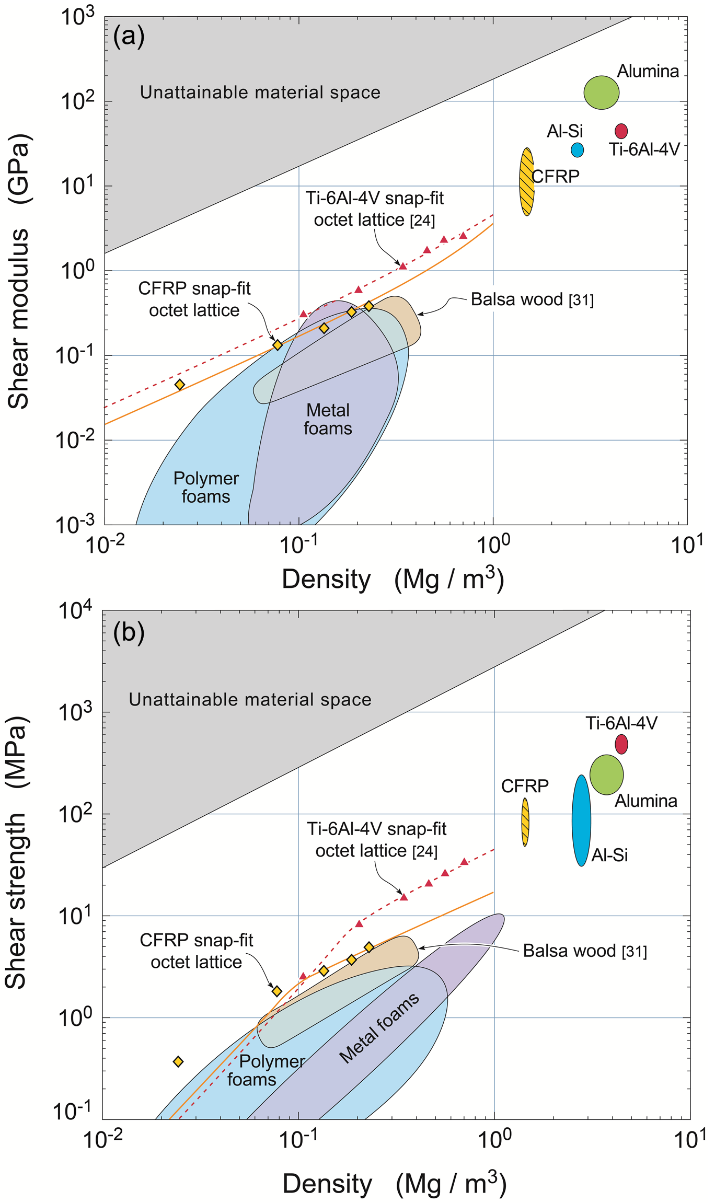 10³
(a)
Unattainable material space
Alumina
10²
Al-Si
Ti-6Al-4V
CFRP
10¹
Ti-6Al-4V snap-fit
octet lattice [24]
10⁰
CFRP snap-fit
octet lattice
Balsa wood [31]
10⁻¹
Metal
foams
10⁻²
Polymer
foams
10⁻³
10⁻² 10⁻¹ 10⁰ 10¹
Shear modulus (GPa)
Density (Mg / m³)
10⁴
(b)
Unattainable material space
10³
Ti-6Al-4V
CFRP
Alumina
10²
Ti-6Al-4V snap-fit
octet lattice [24]
Al-Si
10¹
CFRP snap-fit
octet lattice
Balsa wood [31]
10⁰
Metal foams
Polymer
foams
10⁻¹
10⁻² 10⁻¹ 10⁰ 10¹
Shear strength (MPa)
Density (Mg / m³)